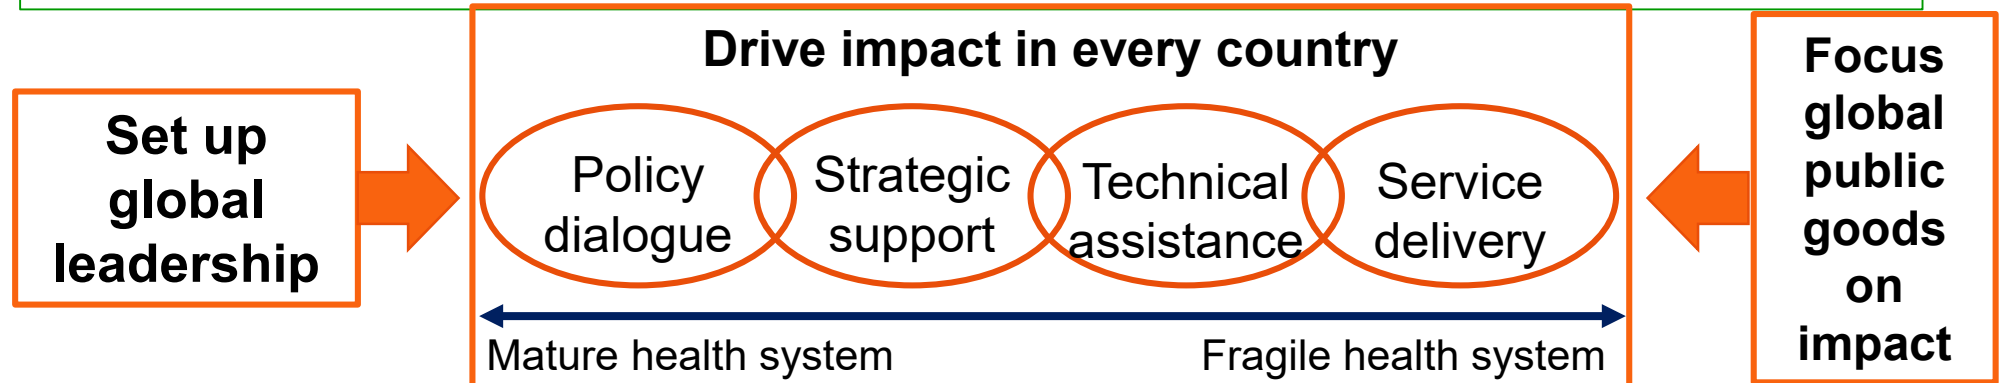 Set up
global
leadership
Drive impact in every country
Policy
dialogue
Strategic
support
Technical
assistance
Service
delivery
Mature health system
Fragile health system
Focus
global
public
goods
on
impact